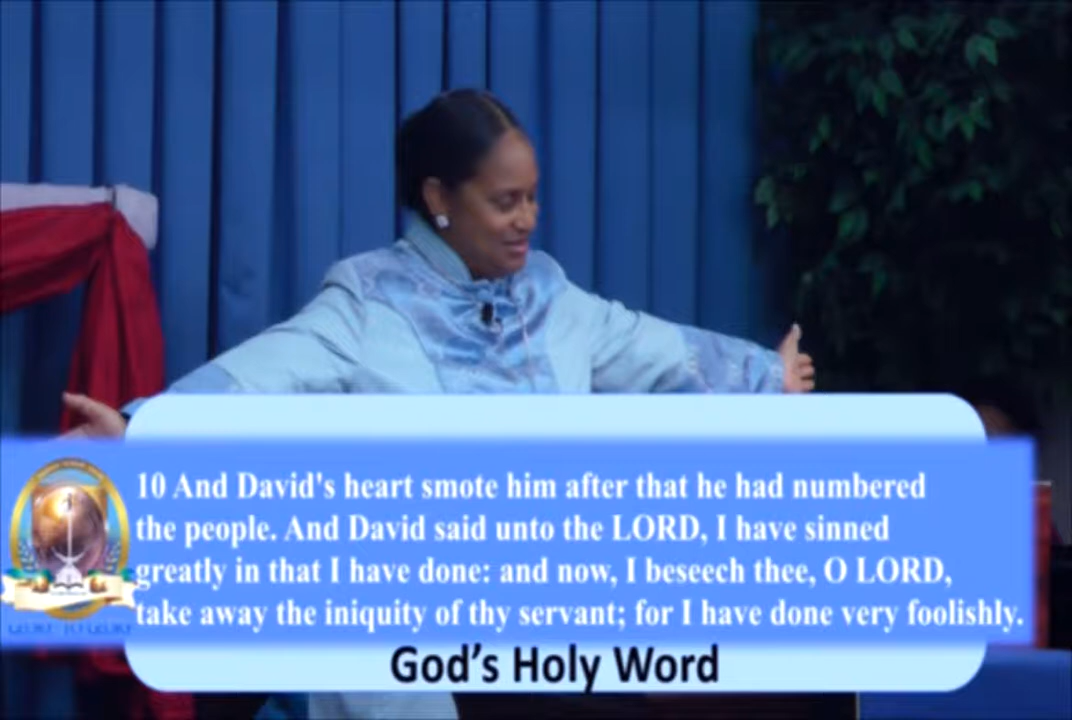 10 And David's heart smote him after that he had numbered
the people. And David said unto the LORD, I have sinned
greatly in that I have done: and now, I beseech thee, O LORD,
take away the iniquity of thy servant; for I have done very foolishly.
God's Holy Word